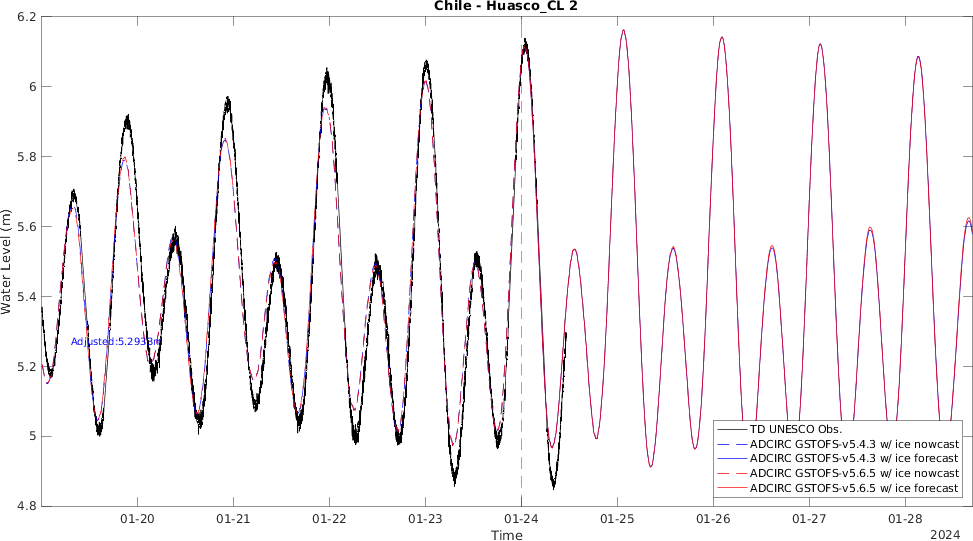 Chile - Huasco_CL 2
Water Level (m)
6.2
6
5.8
5.6
5.4
5.2
5
4.8
Adjusted:5.2933m
TD UNESCO Obs.
ADCIRC GSTOFS-v5.4.3 w/ ice nowcast
ADCIRC GSTOFS-v5.4.3 w/ ice forecast
ADCIRC GSTOFS-v5.6.5 w/ ice nowcast
ADCIRC GSTOFS-v5.6.5 w/ ice forecast
01-20 01-21 01-22 01-23 01-24 01-25 01-26 01-27 01-28
Time
2024